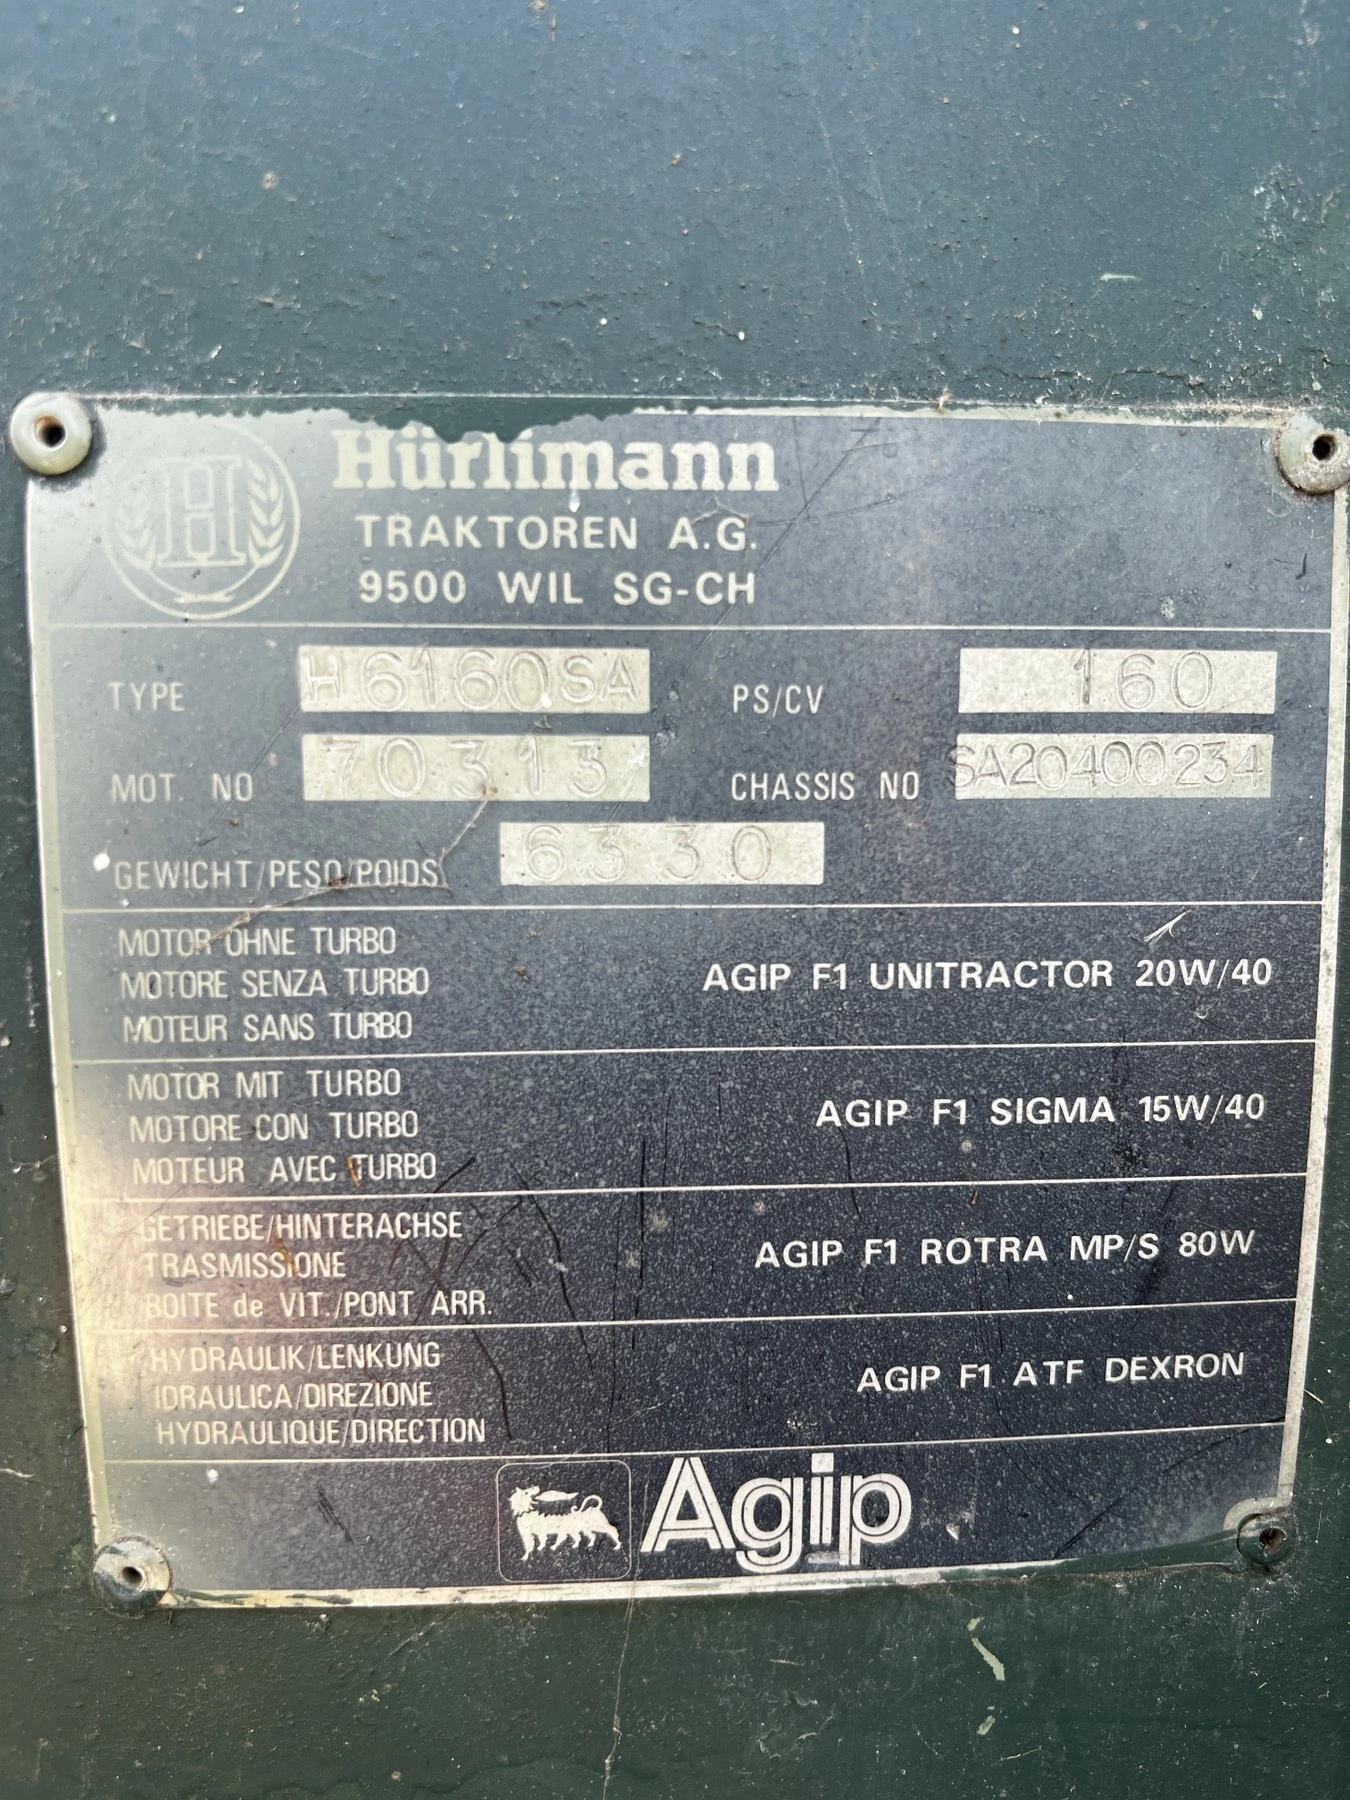 H
Hürlimann
TRAKTOREN A.G.
9500 WIL SG-CH
TYPE H6160SA PS/CV 160
MOT. NO 70313 CHASSIS NO SA20400234
GEWICHT/PESO/POIDS 6330
MOTOR OHNE TURBO
MOTORE SENZA TURBO AGIP F1 UNITRACTOR 20W/40
MOTEUR SANS TURBO
MOTOR MIT TURBO
MOTORE CON TURBO AGIP F1 SIGMA 15W/40
MOTEUR AVEC TURBO
GETRIEBE/HINTERACHSE
TRASMISSIONE AGIP F1 ROTRA MP/S 80W
BOITE de VIT./PONT ARR.
HYDRAULIK/LENKUNG
IDRAULICA/DIREZIONE AGIP F1 ATF DEXRON
HYDRAULIQUE/DIRECTION
Agip